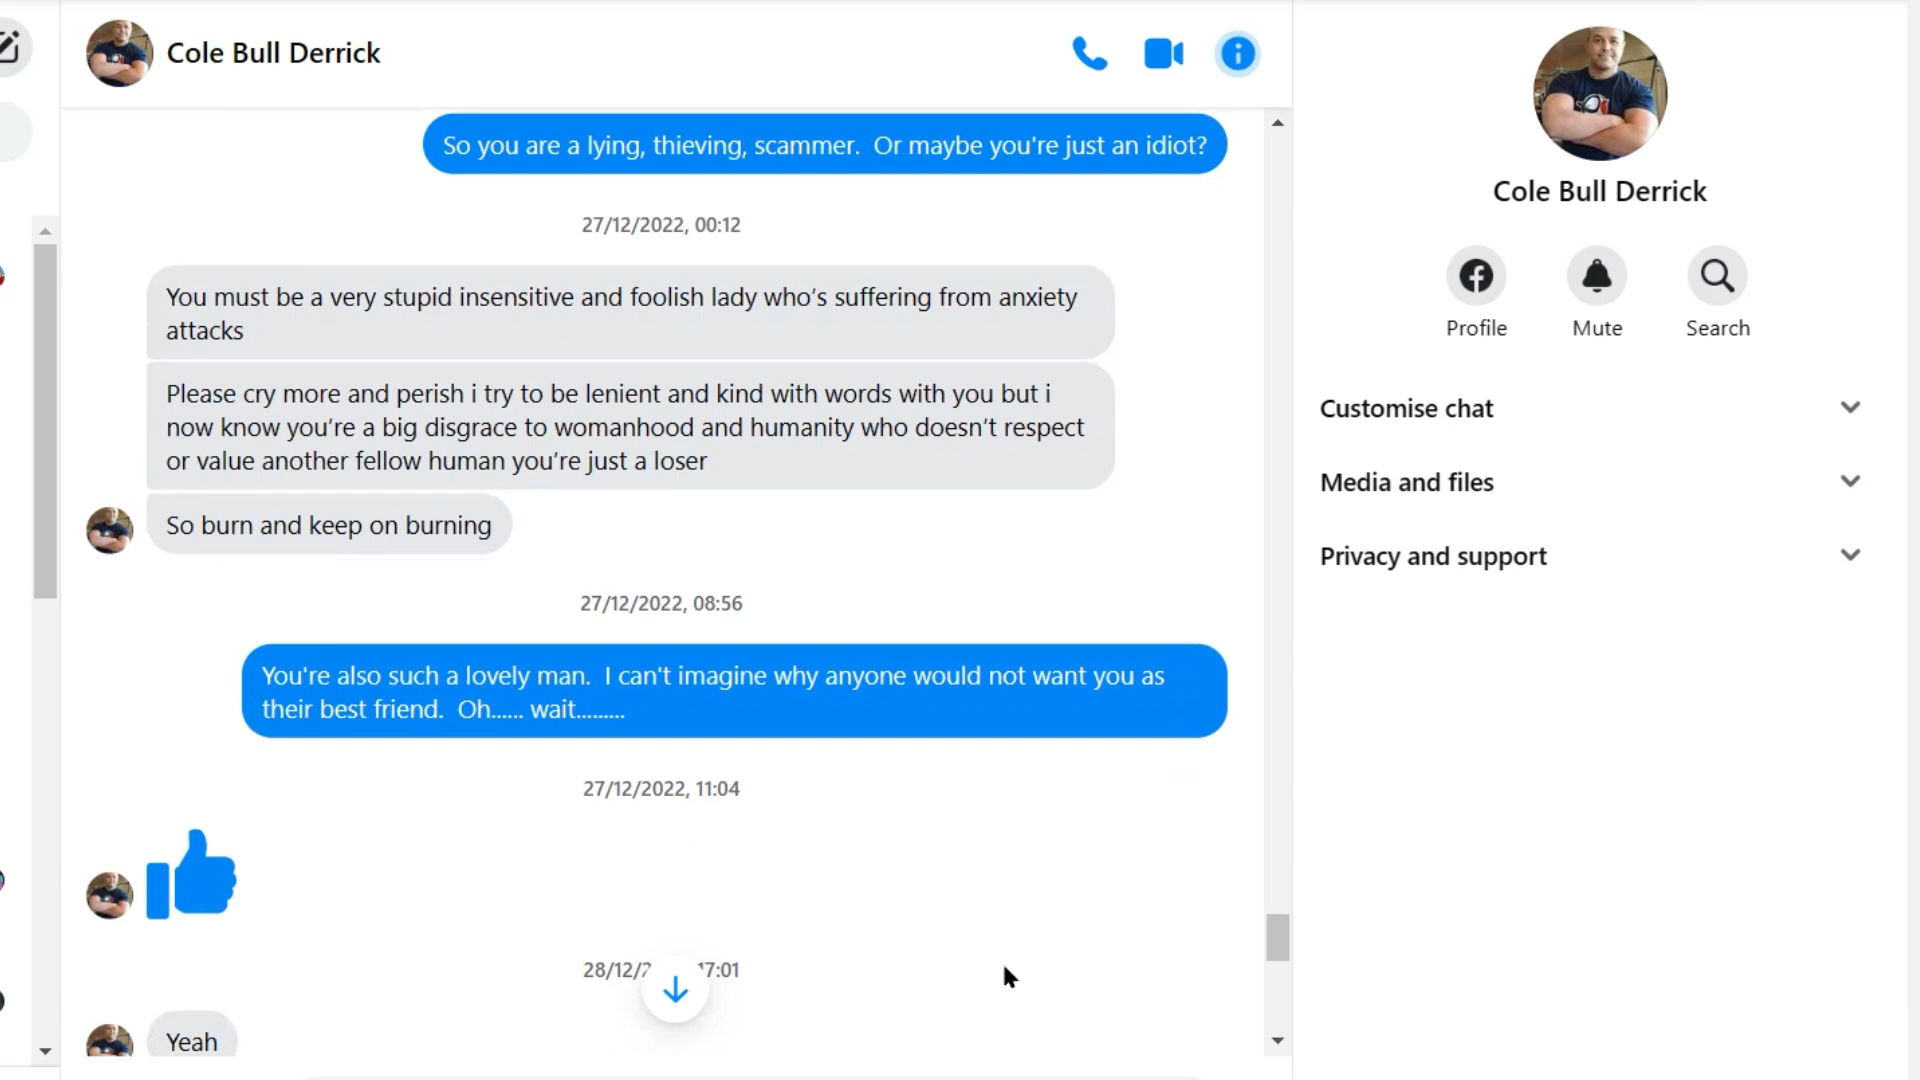 Cole Bull Derrick
So you are a lying, thieving, scammer.  Or maybe you're just an idiot?
27/12/2022, 00:12
You must be a very stupid insensitive and foolish lady who’s suffering from anxiety
attacks
Please cry more and perish i try to be lenient and kind with words with you but i
now know you’re a big disgrace to womanhood and humanity who doesn’t respect
or value another fellow human you’re just a loser
So burn and keep on burning
27/12/2022, 08:56
You're also such a lovely man.  I can't imagine why anyone would not want you as
their best friend.  Oh...... wait.........
27/12/2022, 11:04
28/12/2 17:01
Yeah
Cole Bull Derrick
Profile
Mute
Search
Customise chat
Media and files
Privacy and support